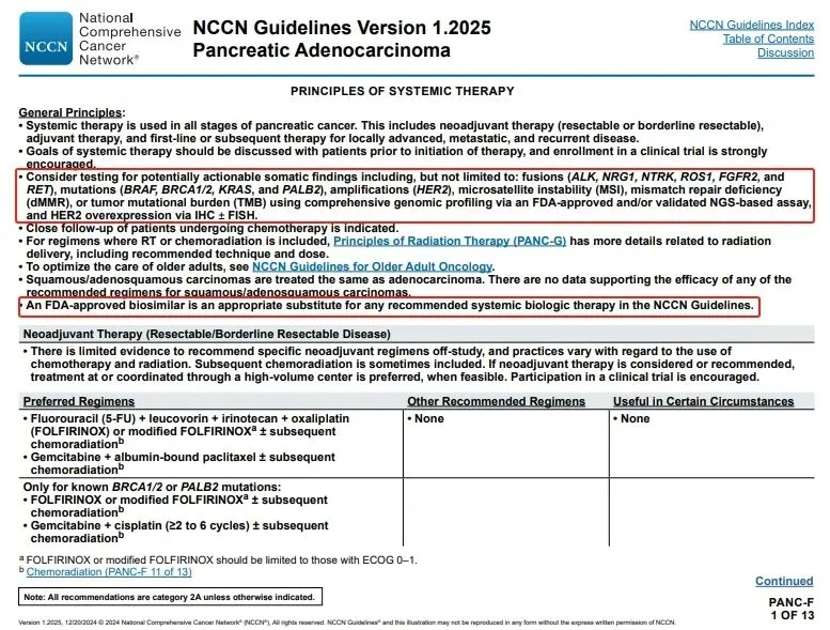 NCCN
National
Comprehensive
Cancer
Network®
NCCN Guidelines Version 1.2025
Pancreatic Adenocarcinoma
NCCN Guidelines Index
Table of Contents
Discussion
PRINCIPLES OF SYSTEMIC THERAPY
General Principles:
• Systemic therapy is used in all stages of pancreatic cancer. This includes neoadjuvant therapy (resectable or borderline resectable),
adjuvant therapy, and first-line or subsequent therapy for locally advanced, metastatic, and recurrent disease.
• Goals of systemic therapy should be discussed with patients prior to initiation of therapy, and enrollment in a clinical trial is strongly
encouraged.
• Consider testing for potentially actionable somatic findings including, but not limited to: fusions (ALK, NRG1, NTRK, ROS1, FGFR2, and
RET), mutations (BRAF, BRCA1/2, KRAS, and PALB2), amplifications (HER2), microsatellite instability (MSI), mismatch repair deficiency
(dMMR), or tumor mutational burden (TMB) using comprehensive genomic profiling via an FDA-approved and/or validated NGS-based assay,
and HER2 overexpression via IHC ± FISH.
• Close follow-up of patients undergoing chemotherapy is indicated.
• For regimens where RT or chemoradiation is included, Principles of Radiation Therapy (PANC-G) has more details related to radiation
delivery, including recommended technique and dose.
• To optimize the care of older adults, see NCCN Guidelines for Older Adult Oncology.
• Squamous/adenosquamous carcinomas are treated the same as adenocarcinoma. There are no data supporting the efficacy of any of the
recommended regimens for squamous/adenosquamous carcinomas.
• An FDA-approved biosimilar is an appropriate substitute for any recommended systemic biologic therapy in the NCCN Guidelines.
Neoadjuvant Therapy (Resectable/Borderline Resectable Disease)
• There is limited evidence to recommend specific neoadjuvant regimens off-study, and practices vary with regard to the use of
chemotherapy and radiation. Subsequent chemoradiation is sometimes included. If neoadjuvant therapy is considered or recommended,
treatment at or coordinated through a high-volume center is preferred, when feasible. Participation in a clinical trial is encouraged.
Preferred Regimens
Other Recommended Regimens
Useful in Certain Circumstances
• Fluorouracil (5-FU) + leucovorin + irinotecan + oxaliplatin
(FOLFIRINOX) or modified FOLFIRINOXᵃ ± subsequent
chemoradiationᵇ
• Gemcitabine + albumin-bound paclitaxel ± subsequent
chemoradiationᵇ
• None
• None
Only for known BRCA1/2 or PALB2 mutations:
• FOLFIRINOX or modified FOLFIRINOXᵃ ± subsequent
chemoradiationᵇ
• Gemcitabine + cisplatin (≥2 to 6 cycles) ± subsequent
chemoradiationᵇ
ᵃ FOLFIRINOX or modified FOLFIRINOX should be limited to those with ECOG 0–1.
ᵇ Chemoradiation (PANC-F 11 of 13)
Continued
Note: All recommendations are category 2A unless otherwise indicated.
PANC-F
1 OF 13
Version 1.2025, 12/20/2024 © 2024 National Comprehensive Cancer Network® (NCCN®), All rights reserved. NCCN Guidelines® and this illustration may not be reproduced in any form without the express written permission of NCCN.